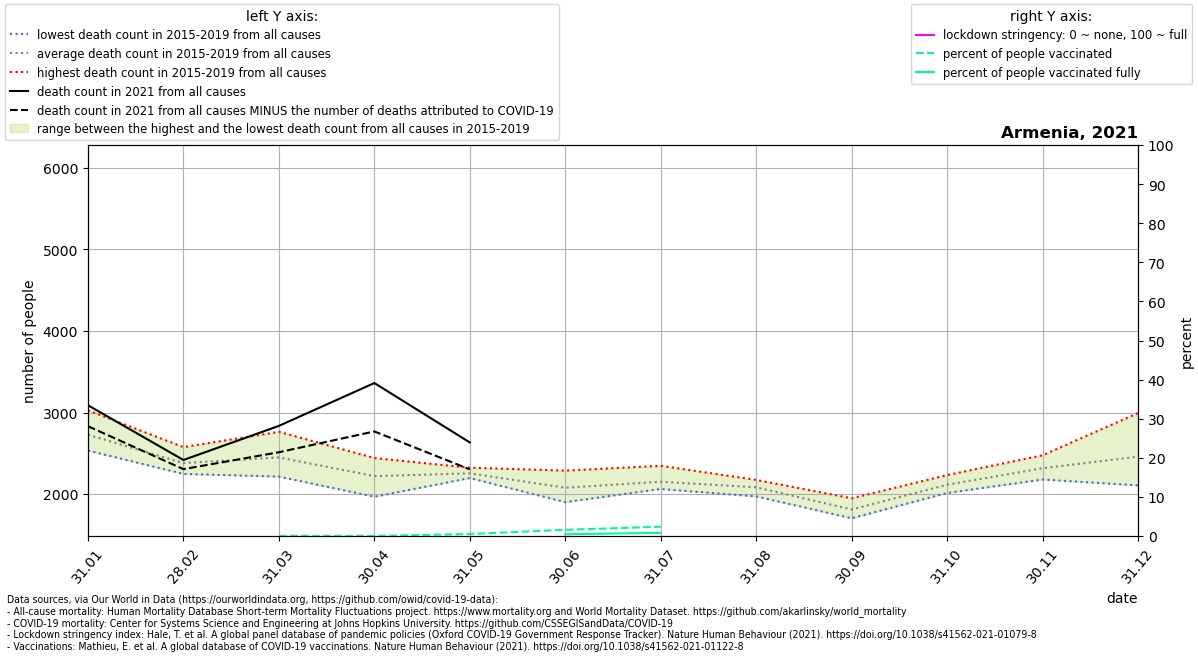 left Y axis:
lowest death count in 2015-2019 from all causes
average death count in 2015-2019 from all causes
highest death count in 2015-2019 from all causes
death count in 2021 from all causes
death count in 2021 from all causes MINUS the number of deaths attributed to COVID-19
range between the highest and the lowest death count from all causes in 2015-2019
right Y axis:
lockdown stringency: 0 ~ none, 100 ~ full
percent of people vaccinated
percent of people vaccinated fully
Armenia, 2021
number of people
6000
5000
4000
3000
2000
100
90
80
70
60
50
40
30
20
10
0
percent
31.01
28.02
31.03
30.04
31.05
30.06
31.07
31.08
30.09
31.10
30.11
31.12
date
Data sources, via Our World in Data (https://ourworldindata.org, https://github.com/owid/covid-19-data):
- All-cause mortality: Human Mortality Database Short-term Mortality Fluctuations project. https://www.mortality.org and World Mortality Dataset. https://github.com/akarlinsky/world_mortality
- COVID-19 mortality: Center for Systems Science and Engineering at Johns Hopkins University. https://github.com/CSSEGISandData/COVID-19
- Lockdown stringency index: Hale, T. et al. A global panel database of pandemic policies (Oxford COVID-19 Government Response Tracker). Nature Human Behaviour (2021). https://doi.org/10.1038/s41562-021-01079-8
- Vaccinations: Mathieu, E. et al. A global database of COVID-19 vaccinations. Nature Human Behaviour (2021). https://doi.org/10.1038/s41562-021-01122-8